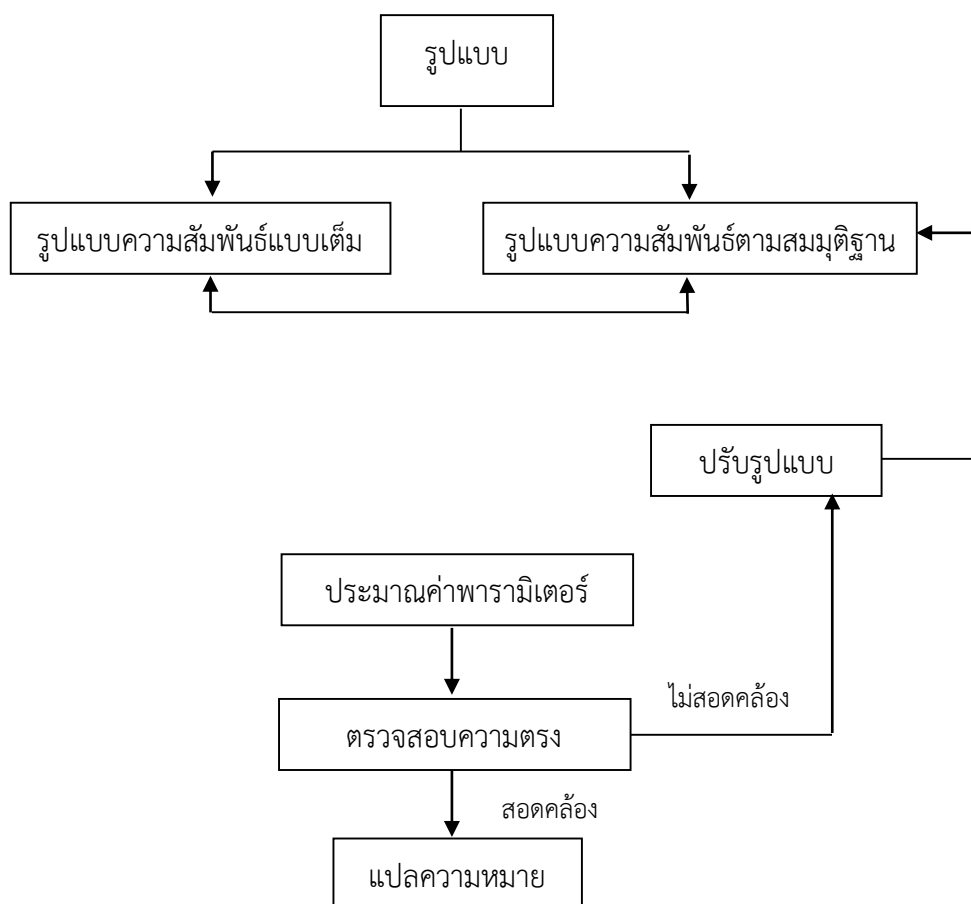 รูปแบบ
รูปแบบความสัมพันธ์แบบเต็ม
รูปแบบความสัมพันธ์ตามสมมุติฐาน
ปรับรูปแบบ
ประมาณค่าพารามิเตอร์
ไม่สอดคล้อง
ตรวจสอบความตรง
สอดคล้อง
แปลความหมาย